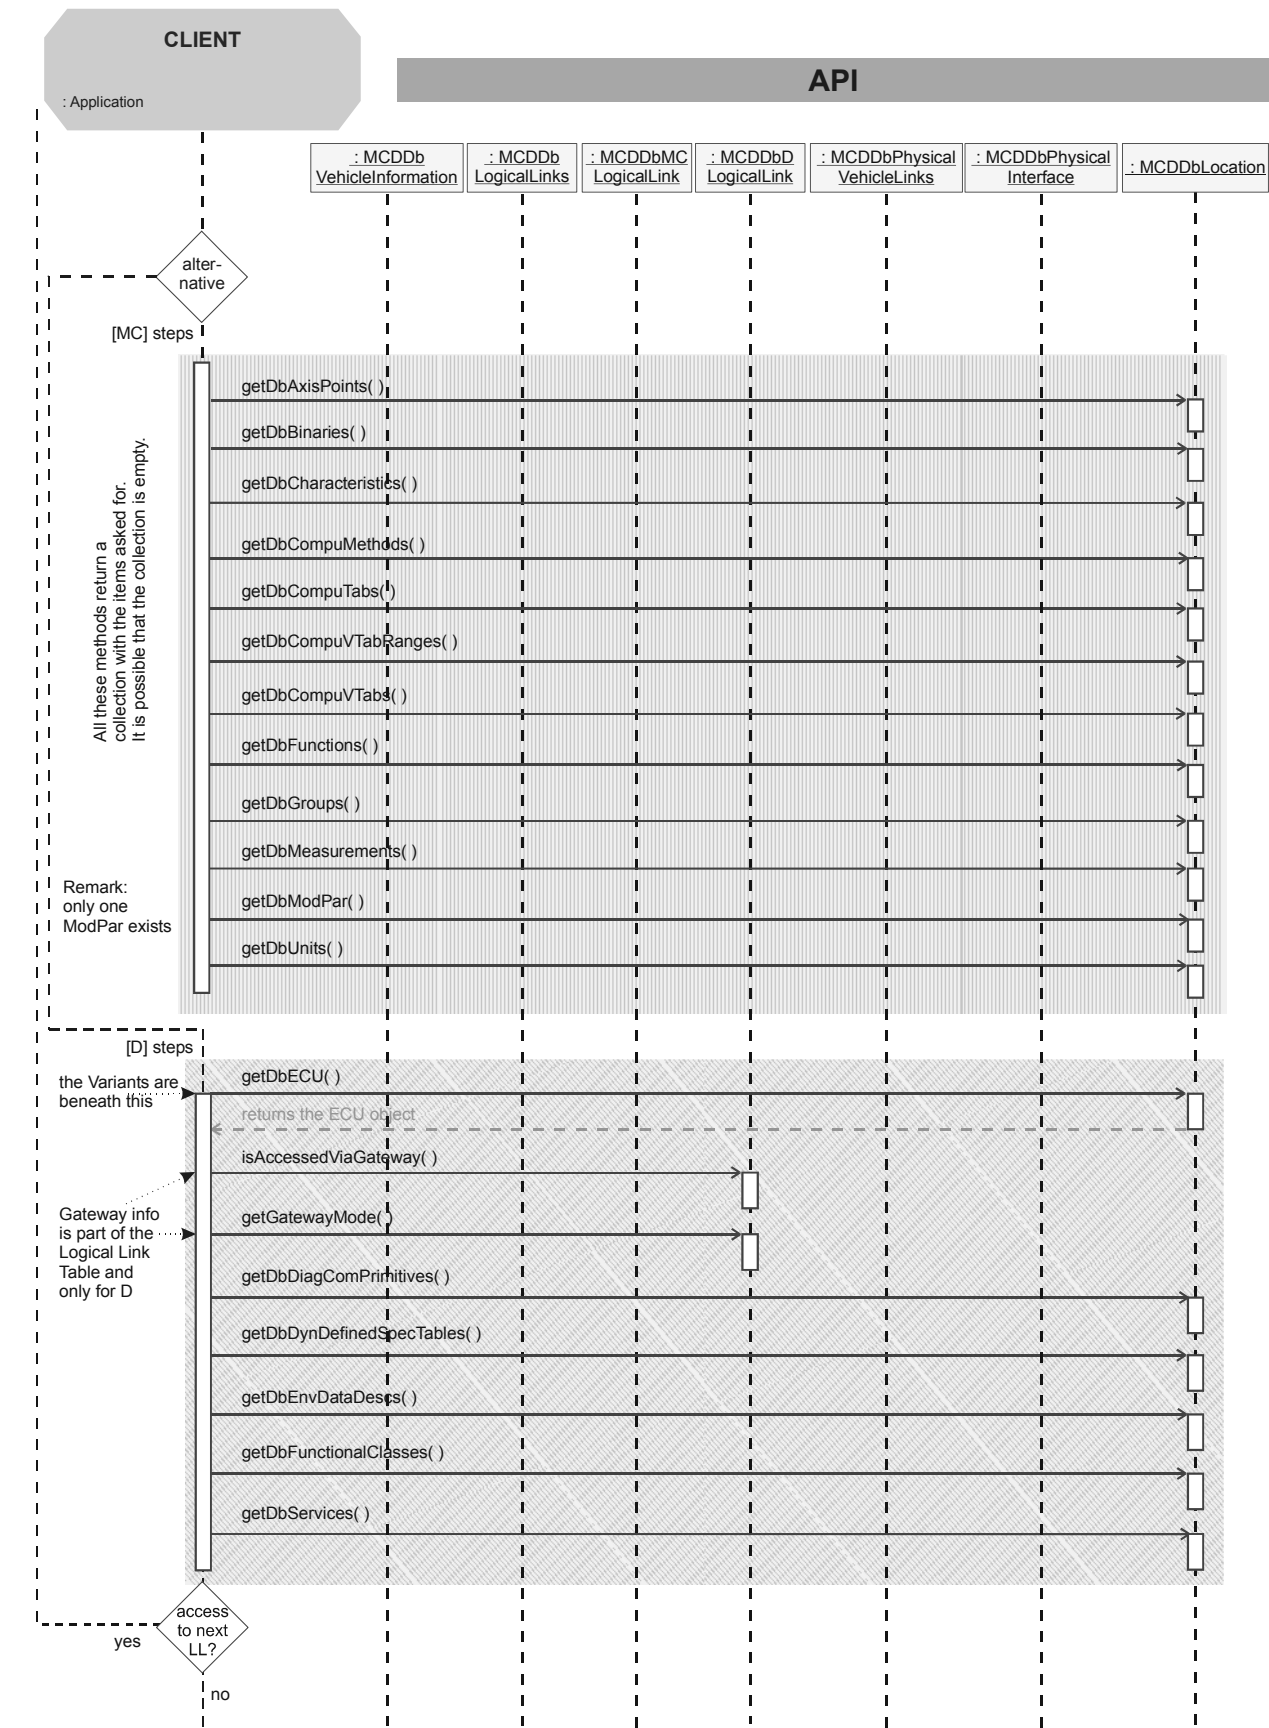 CLIENT
: Application
API
: MCDDb
VehicleInformation
: MCDDb
LogicalLinks
: MCDDbMC
LogicalLink
: MCDDbD
LogicalLink
: MCDDbPhysical
VehicleLinks
: MCDDbPhysical
Interface
: MCDDbLocation
alter-
native
[MC] steps
getDbAxisPoints( )
getDbBinaries( )
getDbCharacteristics( )
getDbCompuMethods( )
getDbCompuTabs( )
getDbCompuVTabRanges( )
getDbCompuVTabs( )
getDbFunctions( )
getDbGroups( )
getDbMeasurements( )
getDbModPar( )
getDbUnits( )
All these methods return a
collection with the items asked for.
It is possible that the collection is empty.
Remark:
only one
ModPar exists
[D] steps
the Variants are
beneath this
getDbECU( )
returns the ECU object
isAccessedViaGateway( )
getGatewayMode( )
Gateway info
is part of the
Logical Link
Table and
only for D
getDbDiagComPrimitives( )
getDbDynDefinedSpecTables( )
getDbEnvDataDescs( )
getDbFunctionalClasses( )
getDbServices( )
access
to next
LL?
yes
no